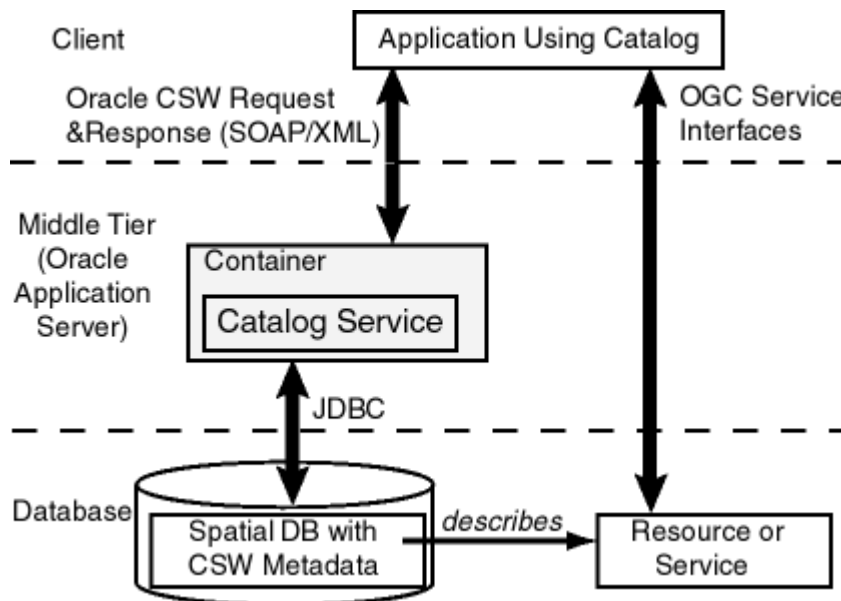 Client
Application Using Catalog
Oracle CSW Request
&Response (SOAP/XML)
OGC Service
Interfaces
Middle Tier
(Oracle
Application
Server)
Container
Catalog Service
JDBC
Database
Spatial DB with
CSW Metadata
describes
Resource or
Service